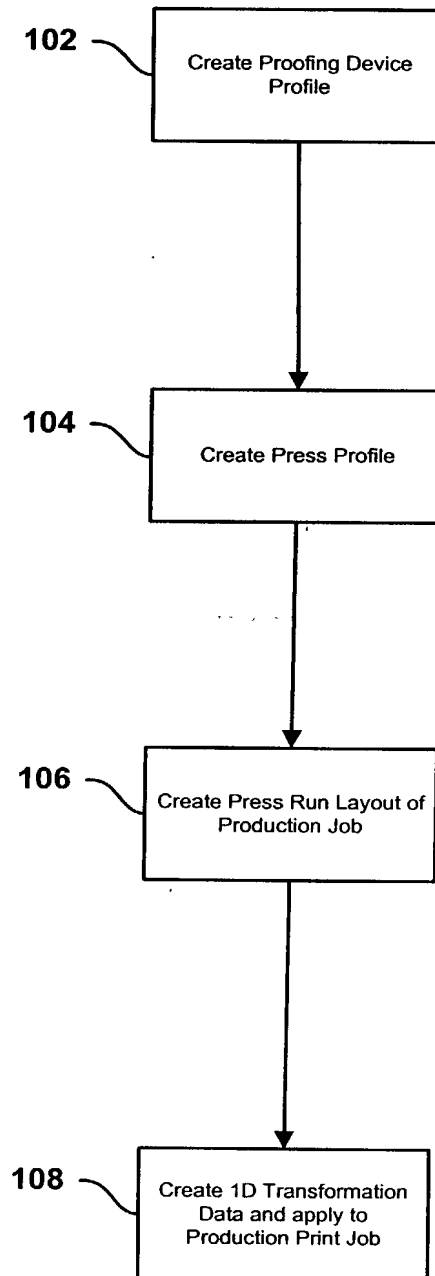 102
Create Proofing Device
Profile
104
Create Press Profile
106
Create Press Run Layout of
Production Job
108
Create 1D Transformation
Data and apply to
Production Print Job